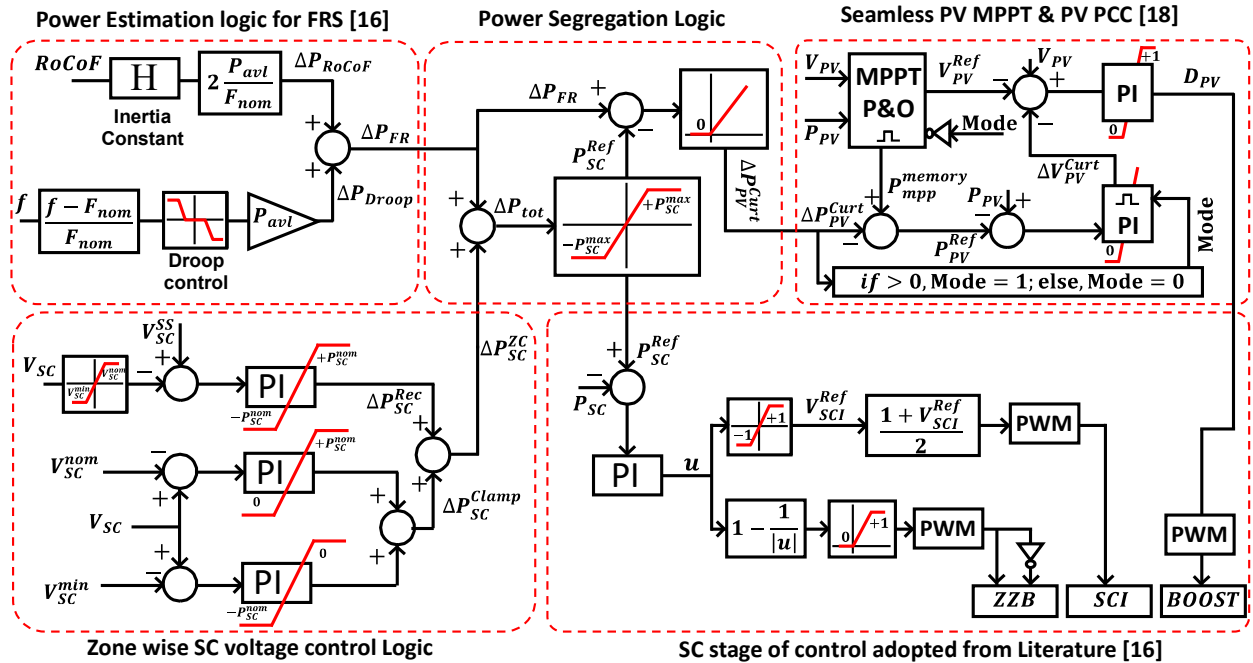 Power Estimation logic for FRS [16]
RoCoF
H
Inertia
Constant
2 P_avl / F_nom
ΔP_RoCoF
ΔP_FR
f
f − F_nom
F_nom
Droop
control
P_avl
ΔP_Droop
+
+
Power Segregation Logic
ΔP_FR
+
−
0
P_SC^Ref
ΔP_PV^Curt
+
+
ΔP_tot
+P_SC^max
−P_SC^max
Seamless PV MPPT & PV PCC [18]
V_PV
P_PV
MPPT
P&O
V_PV^Ref
V_PV
−
+
−
PI
+1
0
D_PV
Mode
P_mpp^memory
ΔV_PV^Curt
ΔP_PV^Curt
+
−
P_PV^Ref
P_PV
−
+
PI
0
Mode
if > 0, Mode = 1; else, Mode = 0
V_SC
V_SC^min
V_SC^nom
V_SC^SS
+
−
PI
+P_SC^nom
−P_SC^nom
ΔP_SC^Rec
ΔP_SC^ZC
V_SC^nom
−
+
PI
+P_SC^nom
0
+
+
ΔP_SC^Clamp
V_SC
V_SC^min
+
−
PI
0
−P_SC^nom
+
+
Zone wise SC voltage control Logic
P_SC^Ref
+
−
P_SC
PI
u
−1
+1
V_SCI^Ref
1 + V_SCI^Ref
2
PWM
1 − 1 / |u|
0
+1
PWM
PWM
ZZB
SCI
BOOST
SC stage of control adopted from Literature [16]